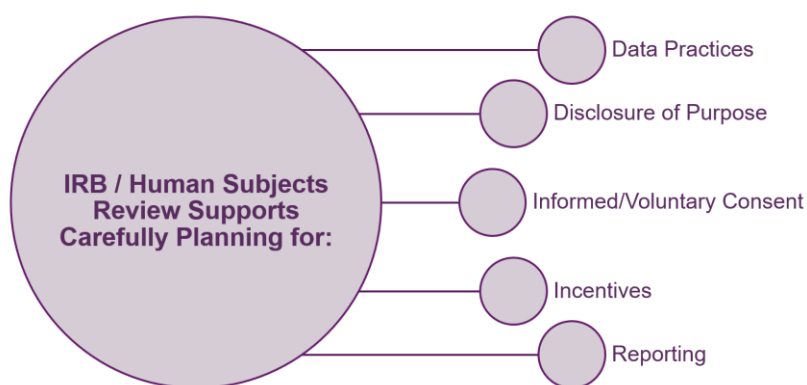 IRB / Human Subjects
Review Supports
Carefully Planning for:
Data Practices
Disclosure of Purpose
Informed/Voluntary Consent
Incentives
Reporting